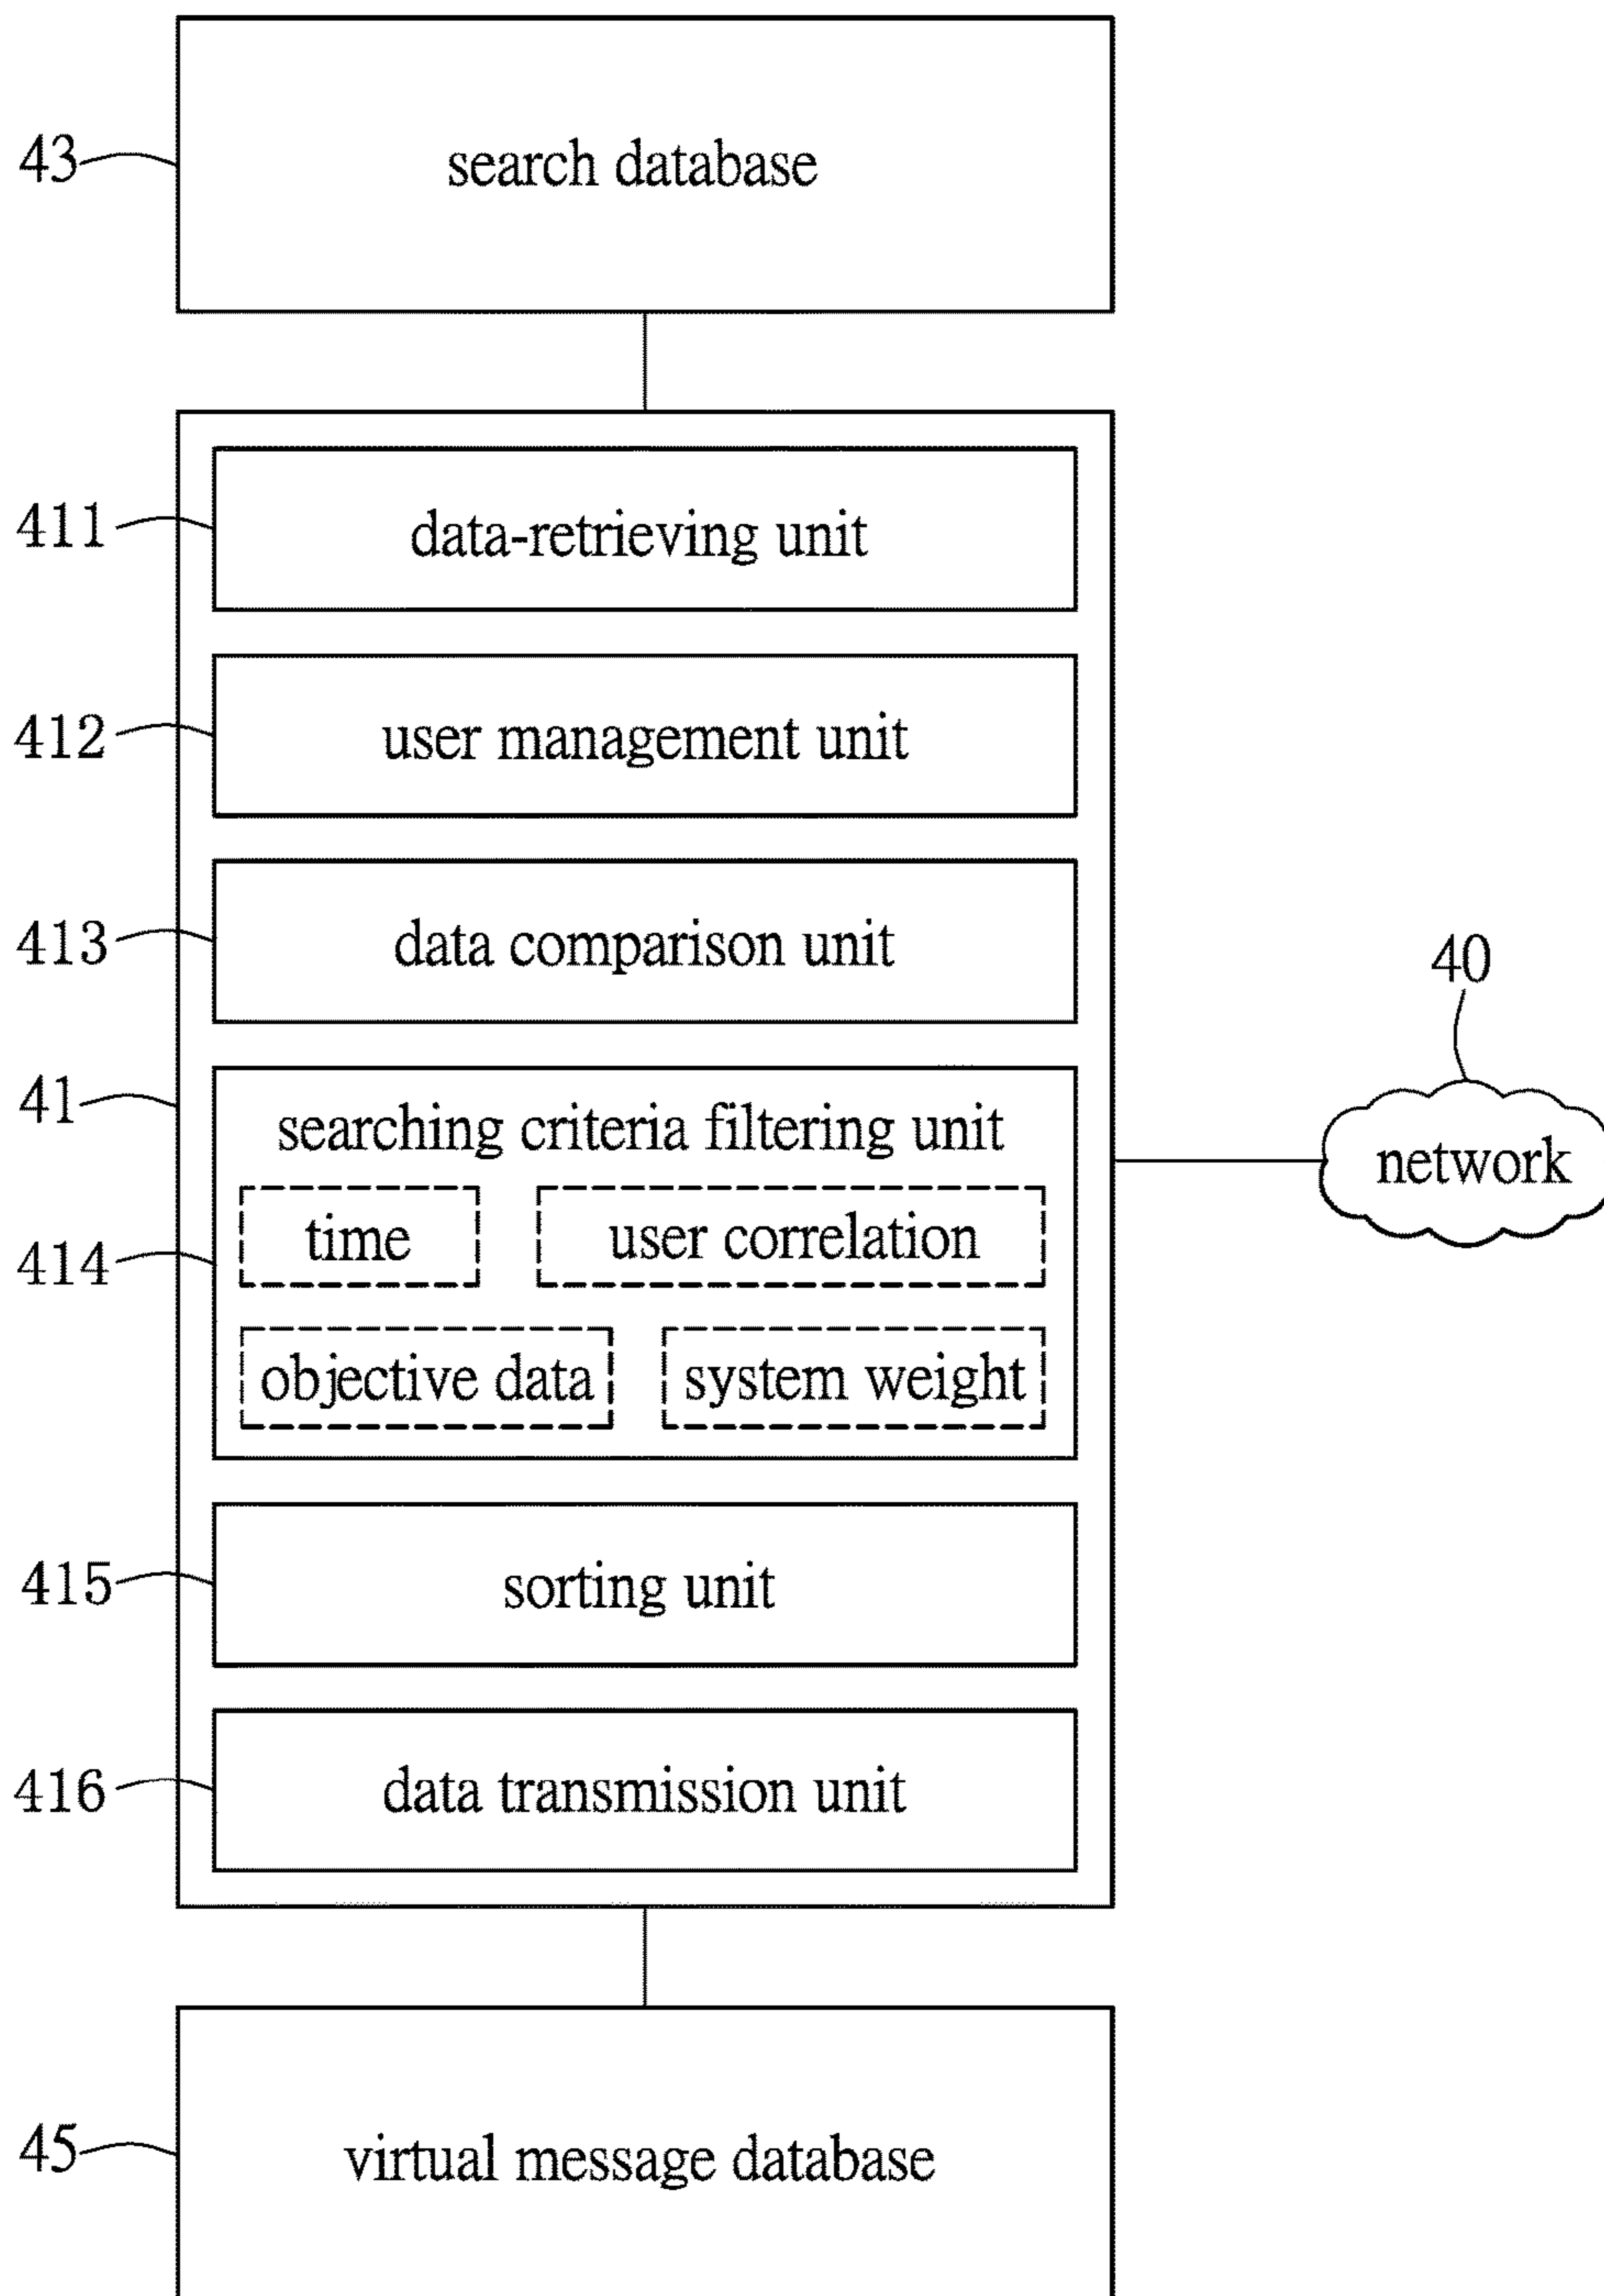 43
search database
411
data-retrieving unit
412
user management unit
413
data comparison unit
40
41
searching criteria filtering unit
network
time
user correlation
414
objective data
system weight
415
sorting unit
416
data transmission unit
45
virtual message database